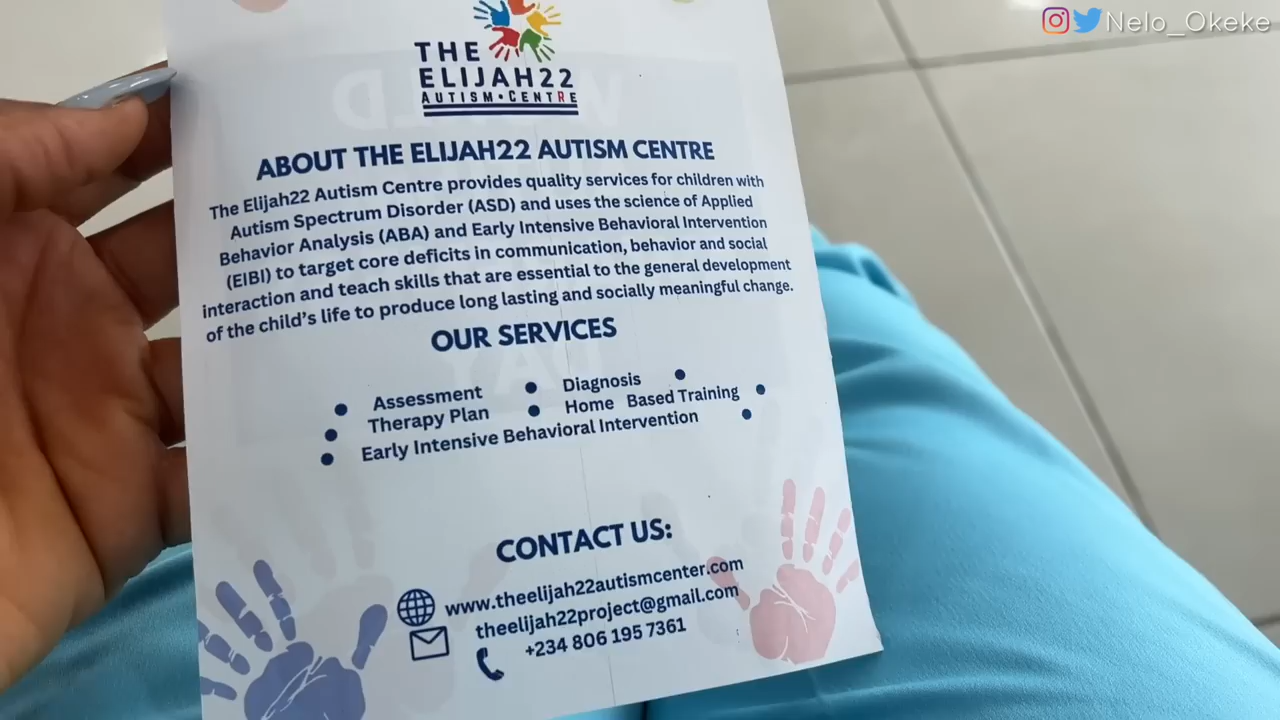 Nelo_Okeke
THE
ELIJAH22
AUTISM•CENTRE
ABOUT THE ELIJAH22 AUTISM CENTRE
The Elijah22 Autism Centre provides quality services for children with
Autism Spectrum Disorder (ASD) and uses the science of Applied
Behavior Analysis (ABA) and Early Intensive Behavioral Intervention
(EIBI) to target core deficits in communication, behavior and social
interaction and teach skills that are essential to the general development
of the child's life to produce long lasting and socially meaningful change.
OUR SERVICES
• Assessment • Diagnosis •
• Therapy Plan • Home Based Training •
• Early Intensive Behavioral Intervention •
CONTACT US:
www.theelijah22autismcenter.com
theelijah22project@gmail.com
+234 806 195 7361